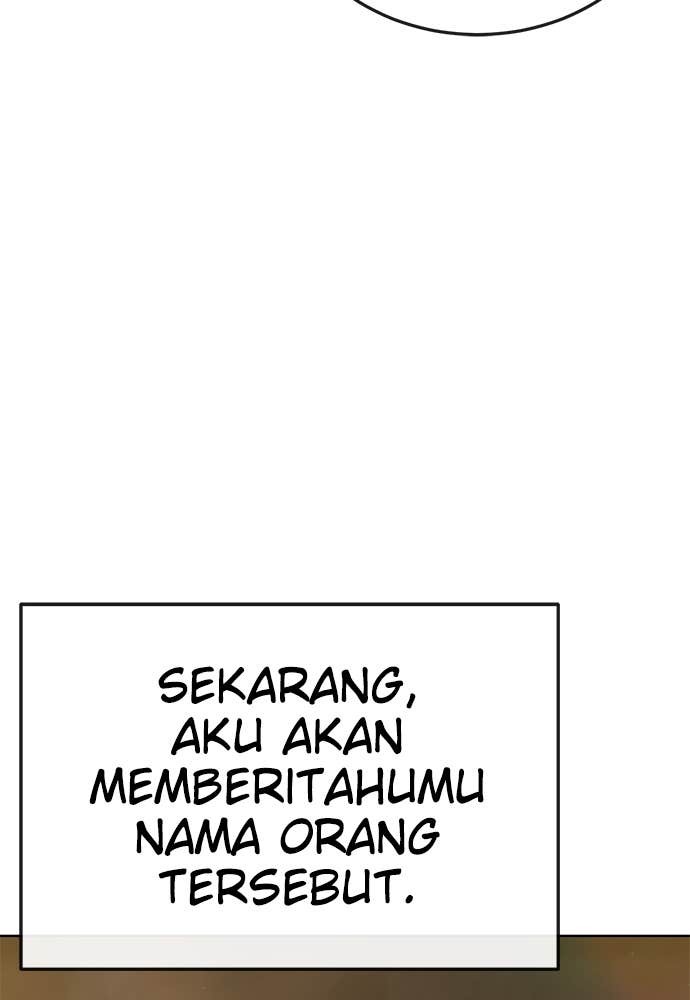 SEKARANG,
AKU AKAN
MEMBERITAHUMU
NAMA ORANG
TERSEBUT.